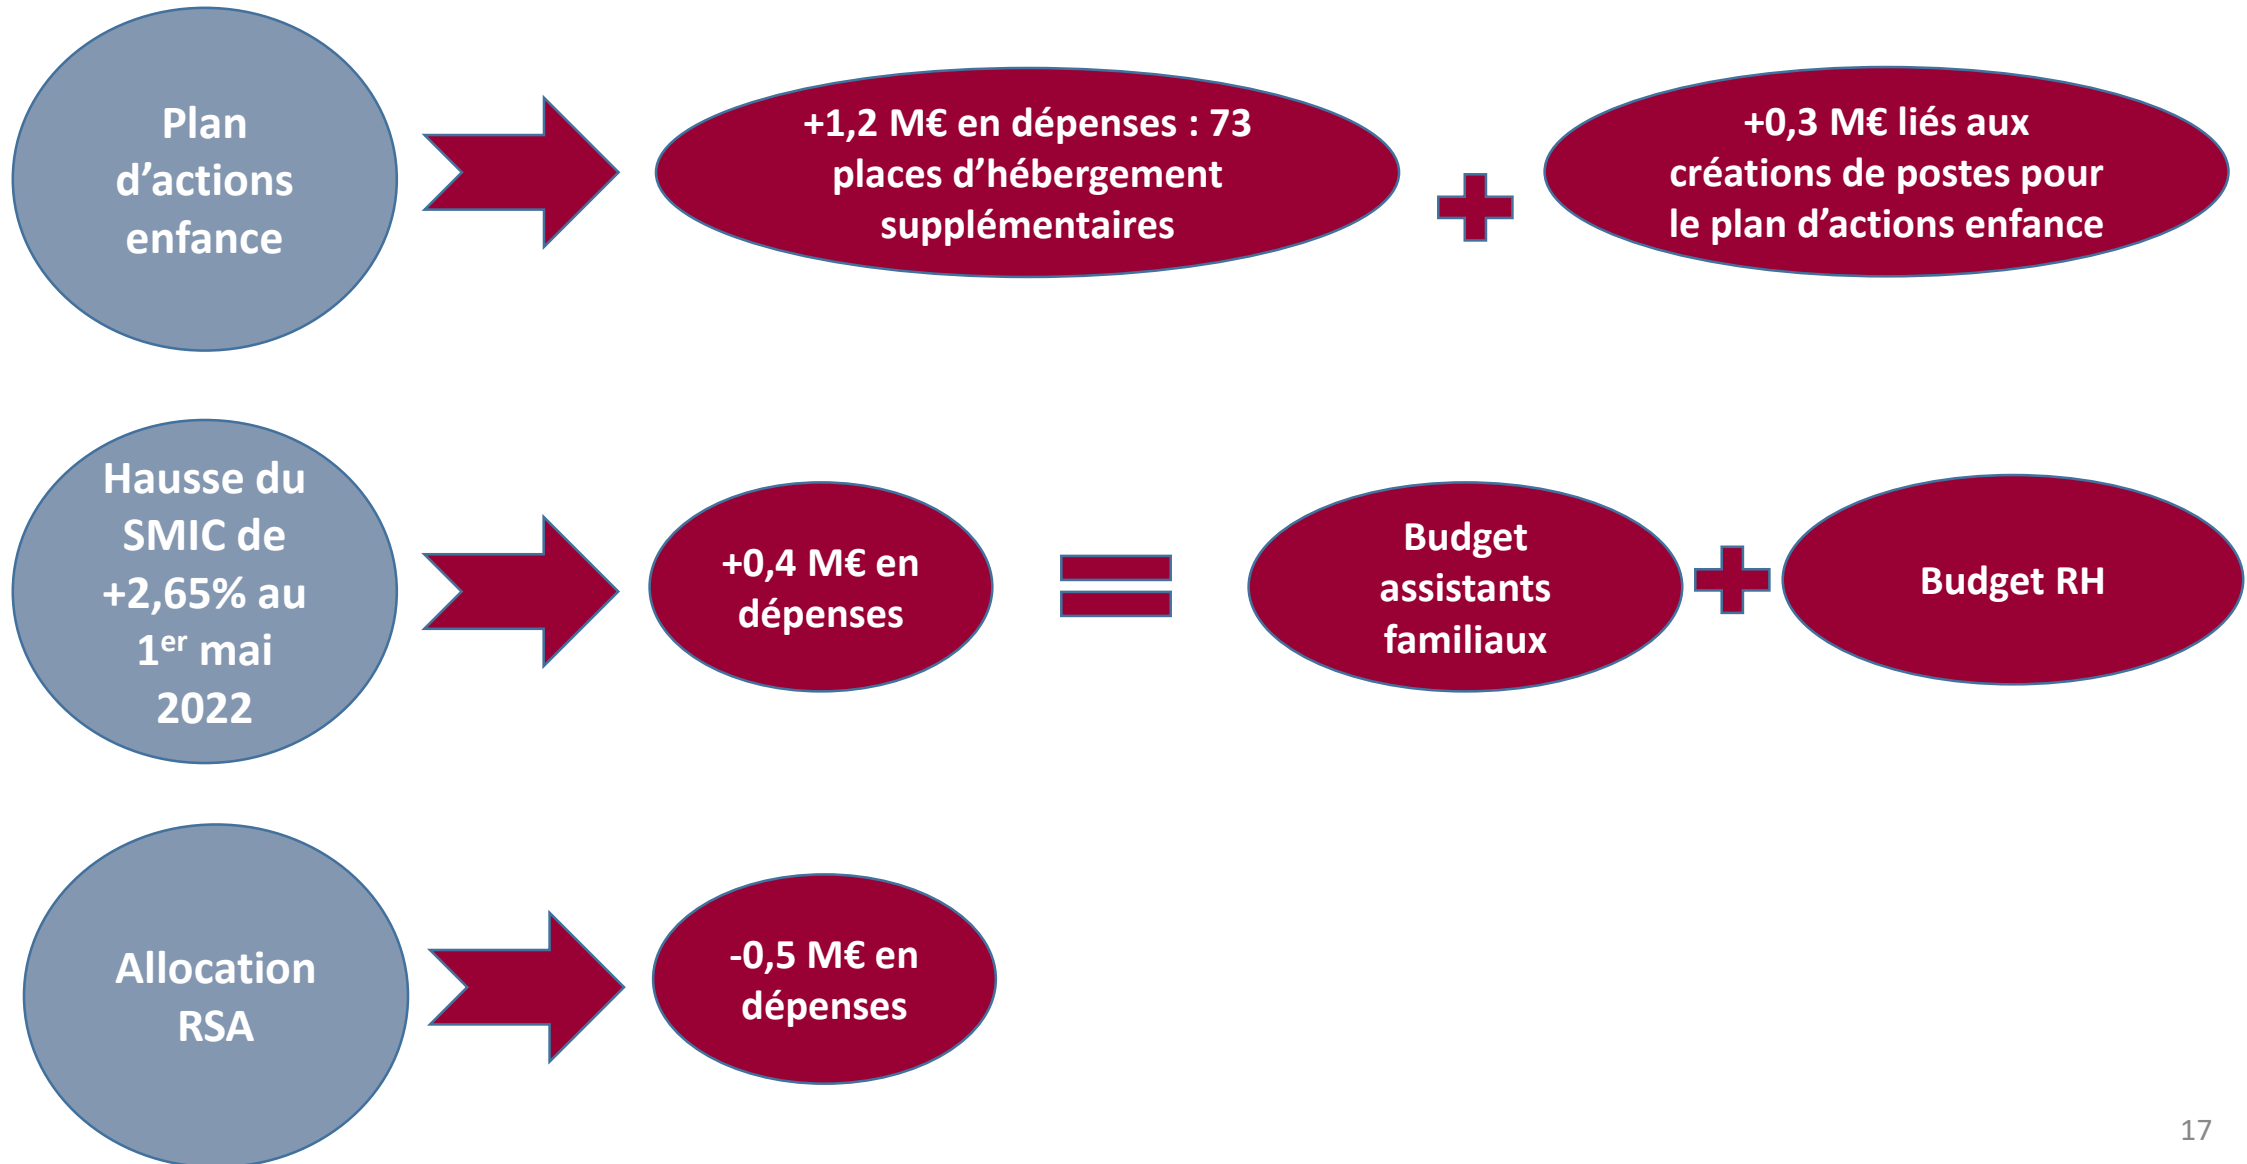 Plan
d’actions
enfance
+1,2 M€ en dépenses : 73
places d’hébergement
supplémentaires
+0,3 M€ liés aux
créations de postes pour
le plan d’actions enfance
Hausse du
SMIC de
+2,65% au
1er mai
2022
+0,4 M€ en
dépenses
Budget
assistants
familiaux
Budget RH
Allocation
RSA
-0,5 M€ en
dépenses
17